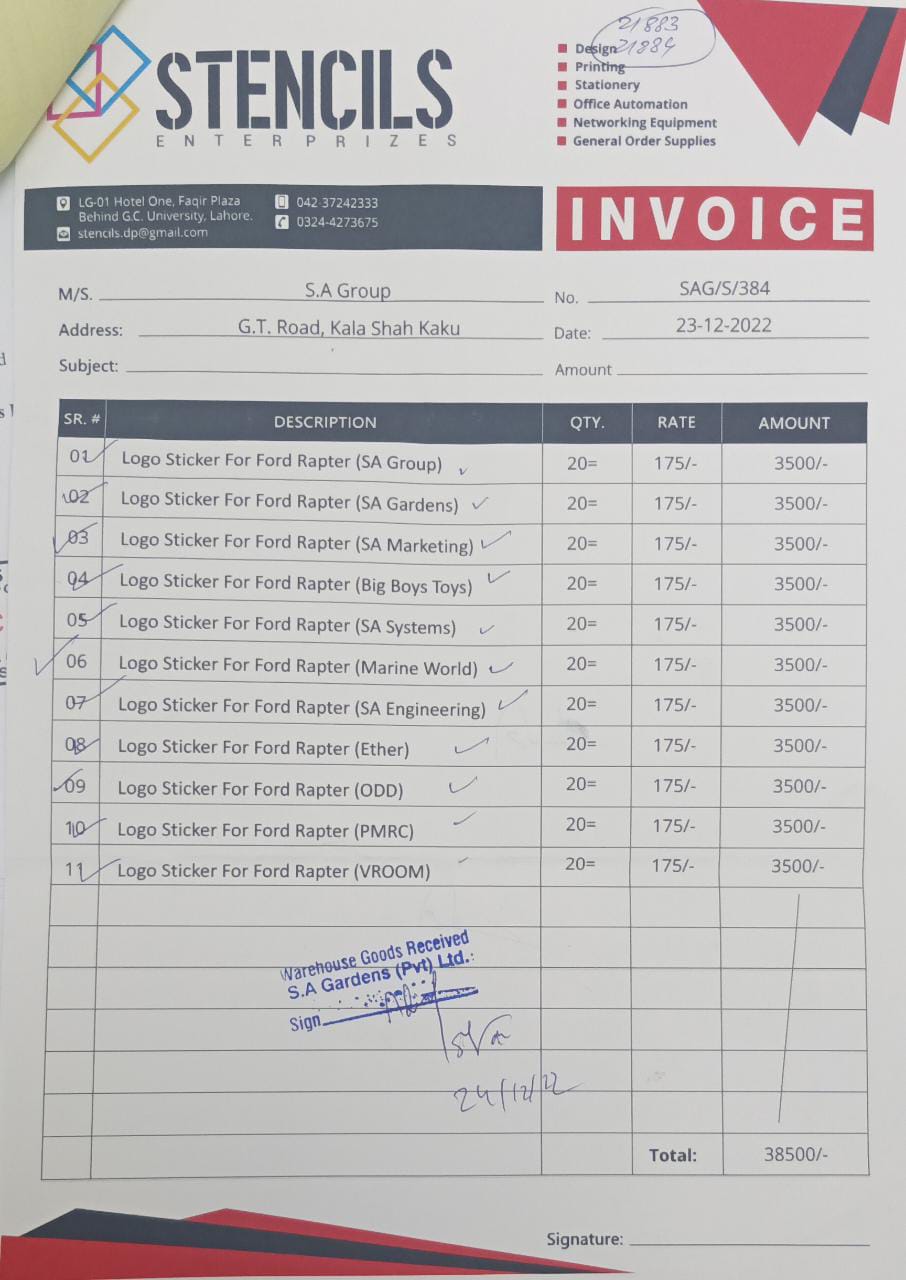 21883
21884
STENCILS
ENTERPRIZES
Design
Printing
Stationery
Office Automation
Networking Equipment
General Order Supplies
LG-01 Hotel One, Faqir Plaza
Behind G.C. University, Lahore.
stencils.dp@gmail.com
042-37242333
0324-4273675
INVOICE
M/S. S.A Group
No. SAG/S/384
Address: G.T. Road, Kala Shah Kaku
Date: 23-12-2022
Subject:
Amount
SR. # DESCRIPTION QTY. RATE AMOUNT
01 Logo Sticker For Ford Rapter (SA Group) 20= 175/- 3500/-
02 Logo Sticker For Ford Rapter (SA Gardens) 20= 175/- 3500/-
03 Logo Sticker For Ford Rapter (SA Marketing) 20= 175/- 3500/-
04 Logo Sticker For Ford Rapter (Big Boys Toys) 20= 175/- 3500/-
05 Logo Sticker For Ford Rapter (SA Systems) 20= 175/- 3500/-
06 Logo Sticker For Ford Rapter (Marine World) 20= 175/- 3500/-
07 Logo Sticker For Ford Rapter (SA Engineering) 20= 175/- 3500/-
08 Logo Sticker For Ford Rapter (Ether) 20= 175/- 3500/-
09 Logo Sticker For Ford Rapter (ODD) 20= 175/- 3500/-
10 Logo Sticker For Ford Rapter (PMRC) 20= 175/- 3500/-
11 Logo Sticker For Ford Rapter (VROOM) 20= 175/- 3500/-
Warehouse Goods Received
S.A Gardens (Pvt) Ltd.:
Sign
24/12/22
Total: 38500/-
Signature: